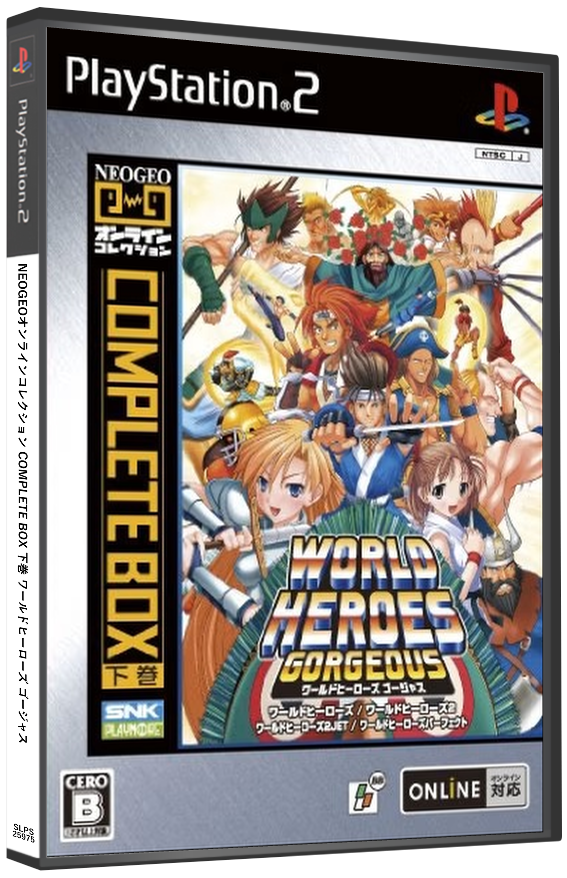 PlayStation®2
NTSC J
NEOGEO
オンライン
コレクション
COMPLETE BOX
下巻
SNK
PLAYMORE
WORLD
HEROES
GORGEOUS
ワールドヒーローズ ゴージャス
ワールドヒーローズ / ワールドヒーローズ2
ワールドヒーローズ2JET / ワールドヒーローズパーフェクト
CERO
B
BB
ONLiNE
オンライン
対応
PlayStation®2
NEOGEOオンラインコレクション COMPLETE BOX 下巻 ワールドヒーローズ ゴージャス
SLPS
25975